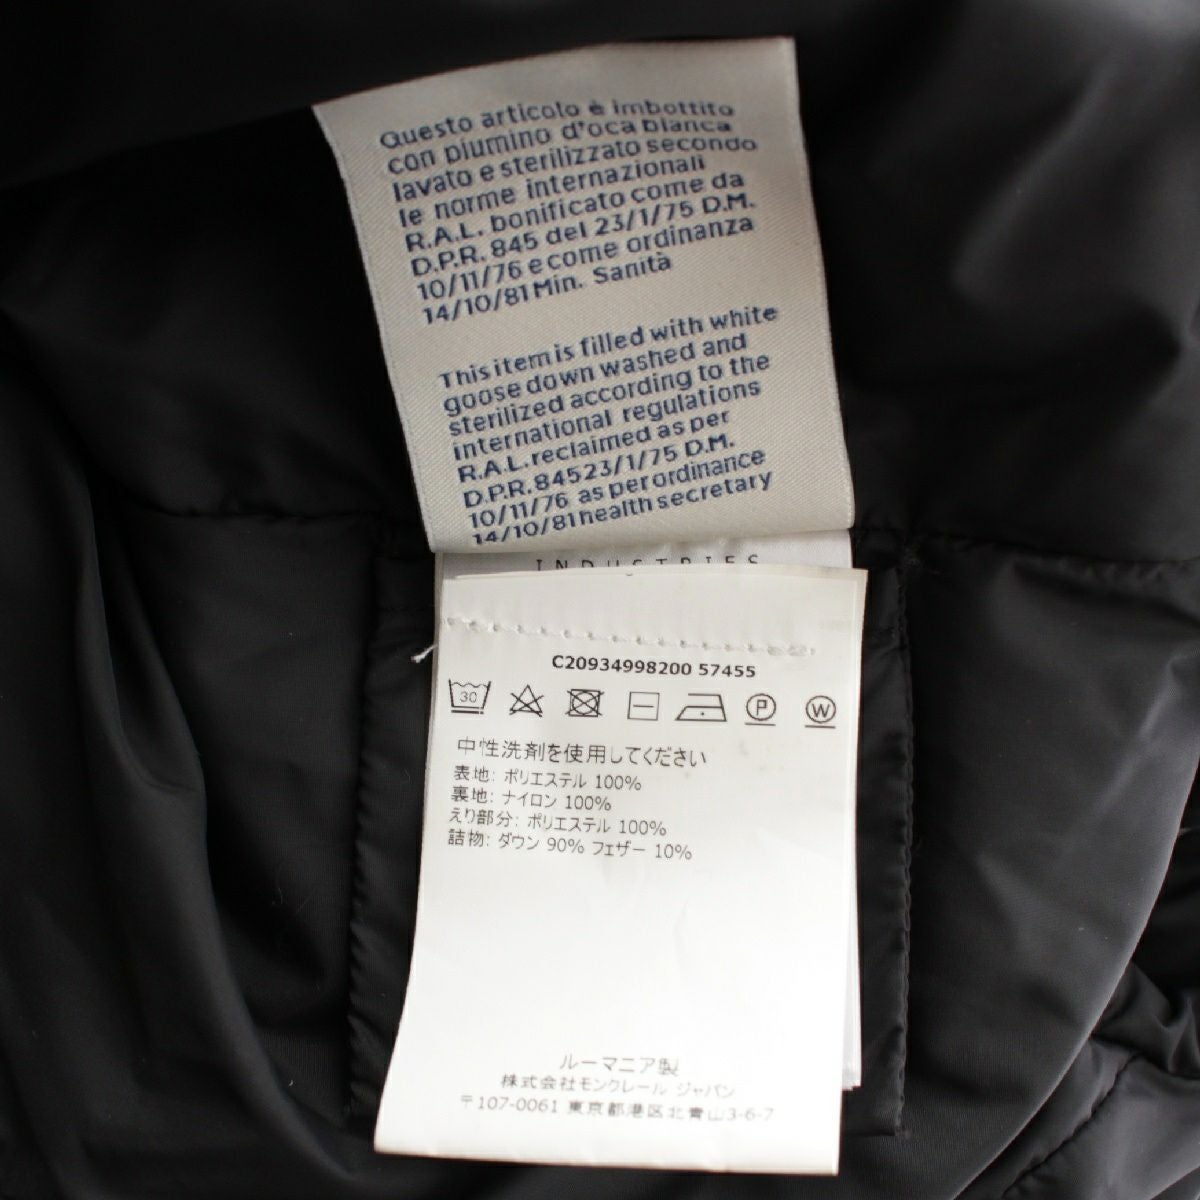 Questo articolo è imbottito
con piumino d'oca bianca
lavato e sterilizzato secondo
le norme internazionali
R.A.L. bonificato come da
D.P.R. 845 del 23/1/75 D.M.
10/11/76 e come ordinanza
14/10/81 Min. Sanità
This item is filled with white
goose down washed and
sterilized according to the
international regulations
R.A.L. reclaimed as per
D.P.R. 84523/1/75 D.M.
10/11/76 as per ordinance
14/10/81 health secretary
INDUSTRIES
C20934998200 57455
30 P W
中性洗剤を使用してください
表地: ポリエステル 100%
裏地: ナイロン 100%
えり部分: ポリエステル 100%
詰物: ダウン 90% フェザー 10%
ルーマニア製
株式会社モンクレール ジャパン
〒107-0061 東京都港区北青山3-6-7